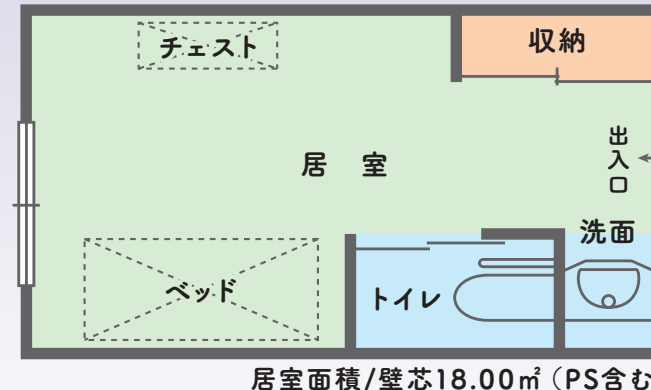 チェスト
収納
居 室
出入口
洗面
ベッド
トイレ
居室面積/壁芯18.00㎡（PS含む